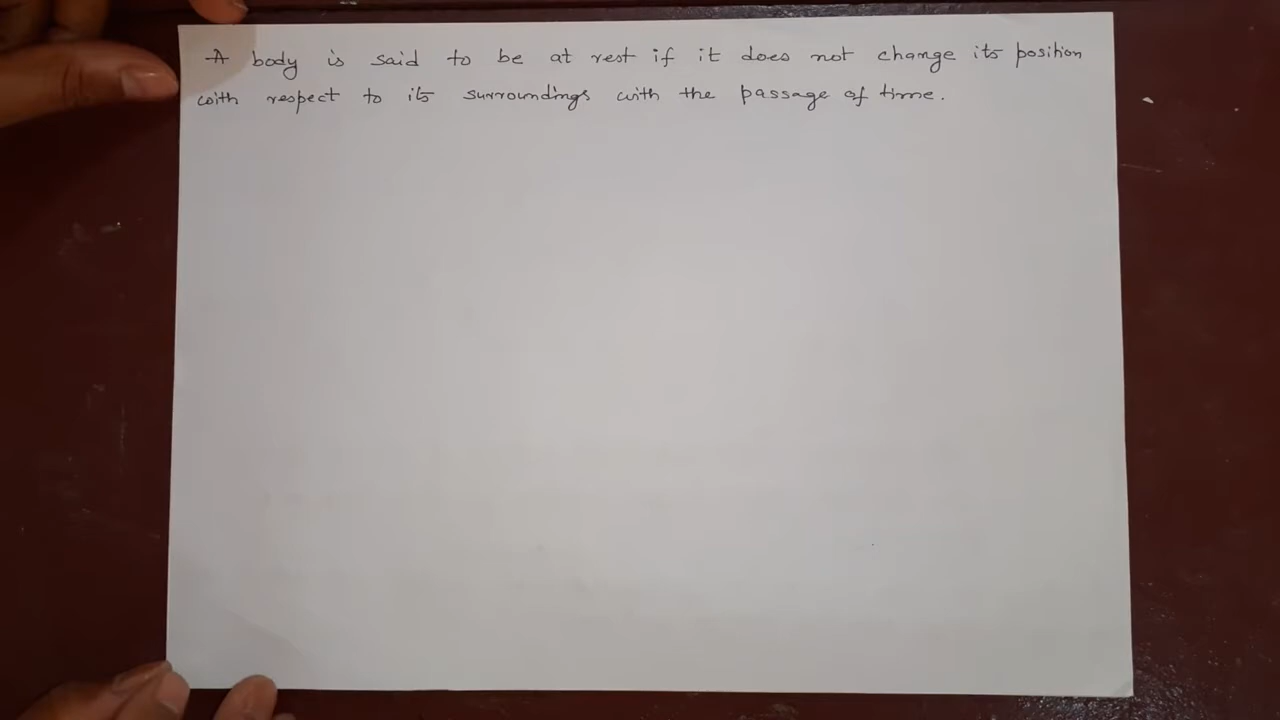 A body is said to be at rest if it does not change its position
with respect to its surroundings with the passage of time.